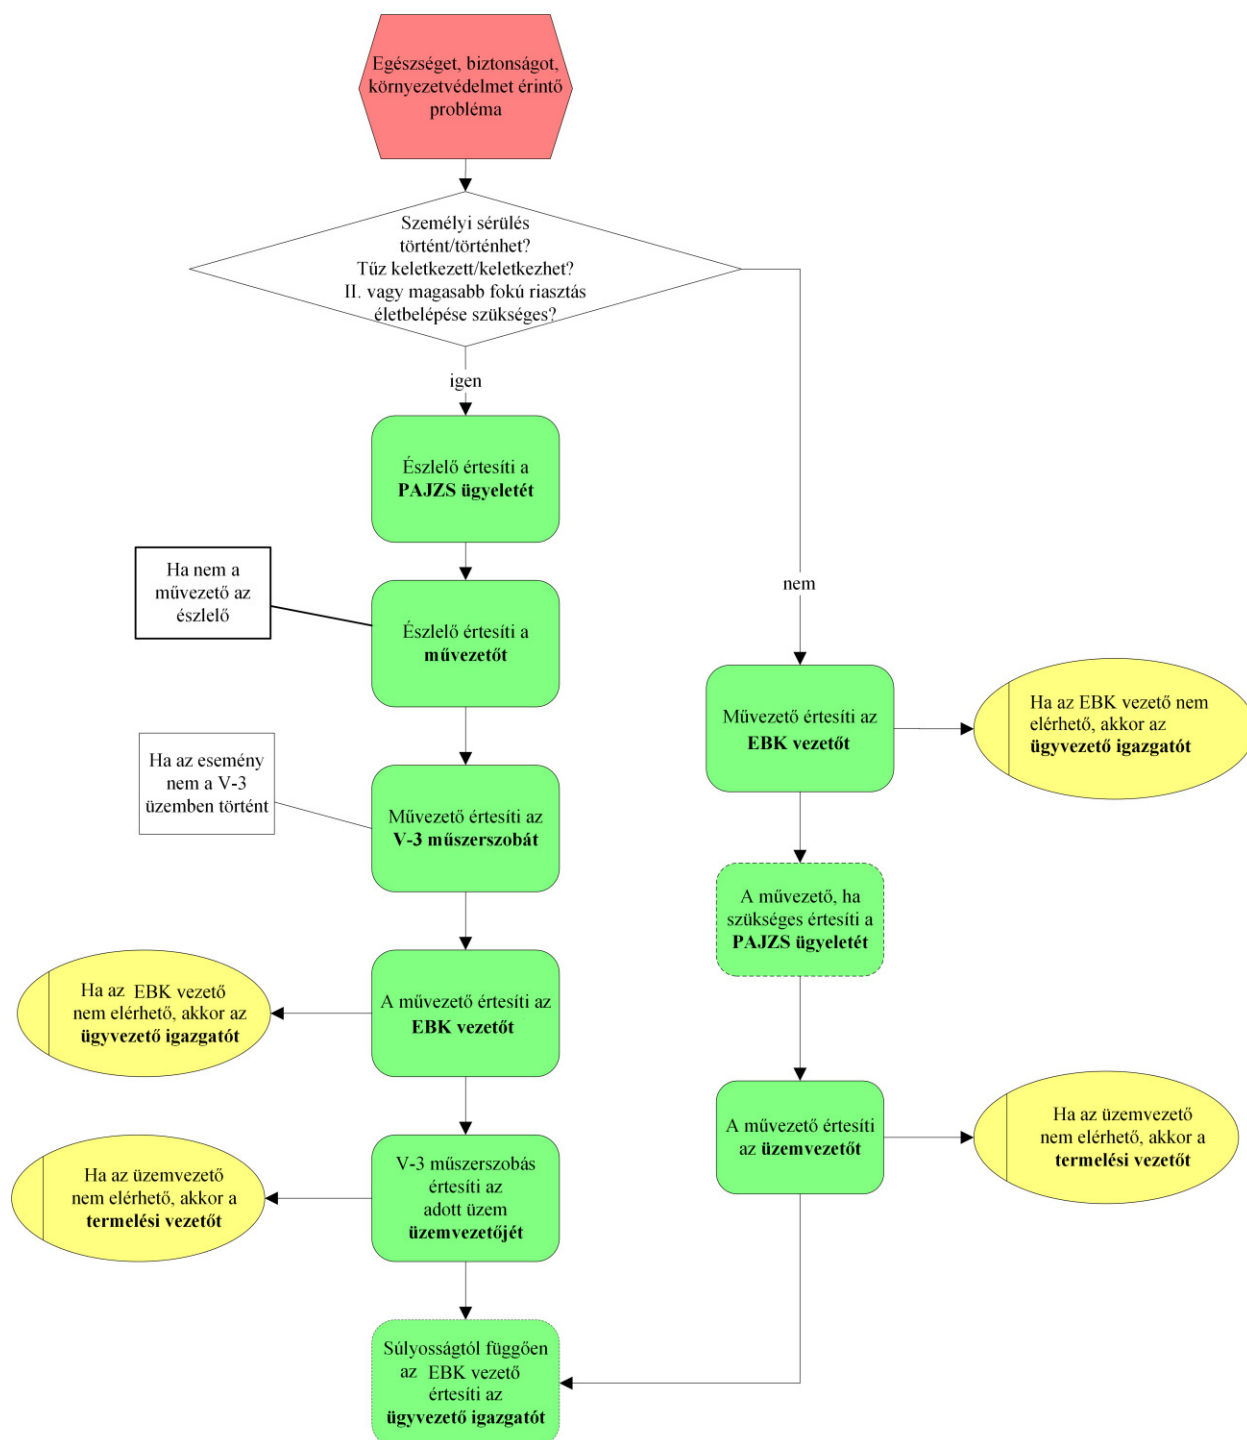 Egészséget, biztonságot,
környezetvédelmet érintő
probléma
Személyi sérülés
történt/történhet?
Tűz keletkezett/keletkezhet?
II. vagy magasabb fokú riasztás
életbelépése szükséges?
igen
Észlelő értesíti a
PAJZS ügyeletét
Ha nem a
művezető az
észlelő
Észlelő értesíti a
művezetőt
Ha az esemény
nem a V-3
üzemben történt
Művezető értesíti az
V-3 műszerszobát
Ha az EBK vezető
nem elérhető, akkor az
ügyvezető igazgatót
A művezető értesíti az
EBK vezetőt
Ha az üzemvezető
nem elérhető, akkor a
termelési vezetőt
V-3 műszerszobás
értesíti az
adott üzem
üzemvezetőjét
Súlyosságtól függően
az EBK vezető
értesíti az
ügyvezető igazgatót
nem
Művezető értesíti az
EBK vezetőt
Ha az EBK vezető nem
elérhető, akkor az
ügyvezető igazgatót
A művezető, ha
szükséges értesíti a
PAJZS ügyeletét
A művezető értesíti
az üzemvezetőt
Ha az üzemvezető
nem elérhető, akkor a
termelési vezetőt